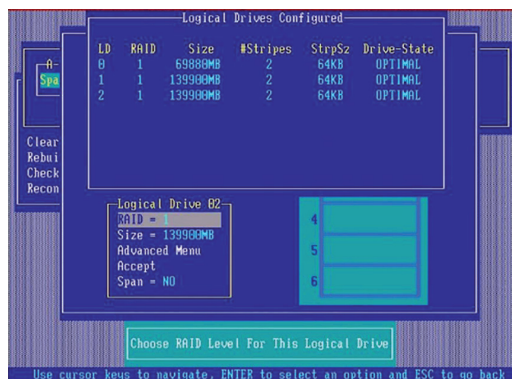 Logical Drives Configured
LD RAID Size #Stripes StrpSz Drive-State
0 1 69880MB 2 64KB OPTIMAL
1 1 139900MB 2 64KB OPTIMAL
2 1 139900MB 2 64KB OPTIMAL
A-
Spa
Clear
Rebui
Check
Recon
Logical Drive 02
RAID = 1
Size = 139900MB
Advanced Menu
Accept
Span = NO
4
5
6
Choose RAID Level For This Logical Drive
Use cursor keys to navigate, ENTER to select an option and ESC to go back